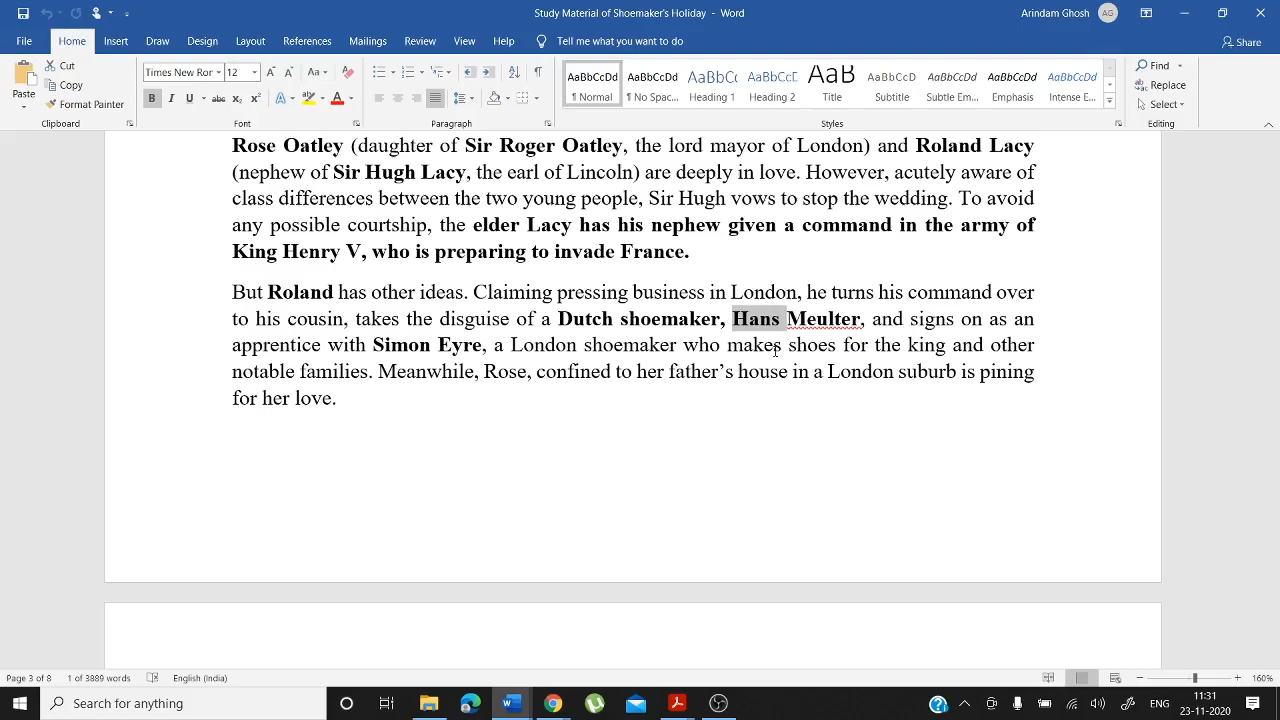 Study Material of Shoemaker's Holiday - Word
Arindam Ghosh AG
File Home Insert Draw Design Layout References Mailings Review View Help Tell me what you want to do Share
Paste Cut Copy Format Painter
Times New Ror 12 Aa
B I U abc x₂ x² A A
AaBbCcDd AaBbCcDd AaBbCc AaBbCcD AaB AaBbCcD AaBbCcDd AaBbCcDd AaBbCcDd
¶ Normal ¶ No Spac... Heading 1 Heading 2 Title Subtitle Subtle Em... Emphasis Intense E...
Find Replace Select
Clipboard Font Paragraph Styles Editing
Rose Oatley (daughter of Sir Roger Oatley, the lord mayor of London) and Roland Lacy
(nephew of Sir Hugh Lacy, the earl of Lincoln) are deeply in love. However, acutely aware of
class differences between the two young people, Sir Hugh vows to stop the wedding. To avoid
any possible courtship, the elder Lacy has his nephew given a command in the army of
King Henry V, who is preparing to invade France.
But Roland has other ideas. Claiming pressing business in London, he turns his command over
to his cousin, takes the disguise of a Dutch shoemaker, Hans Meulter, and signs on as an
apprentice with Simon Eyre, a London shoemaker who makes shoes for the king and other
notable families. Meanwhile, Rose, confined to her father's house in a London suburb is pining
for her love.
Page 3 of 8 1 of 3889 words English (India) 160%
Search for anything
ENG
11:31
23-11-2020